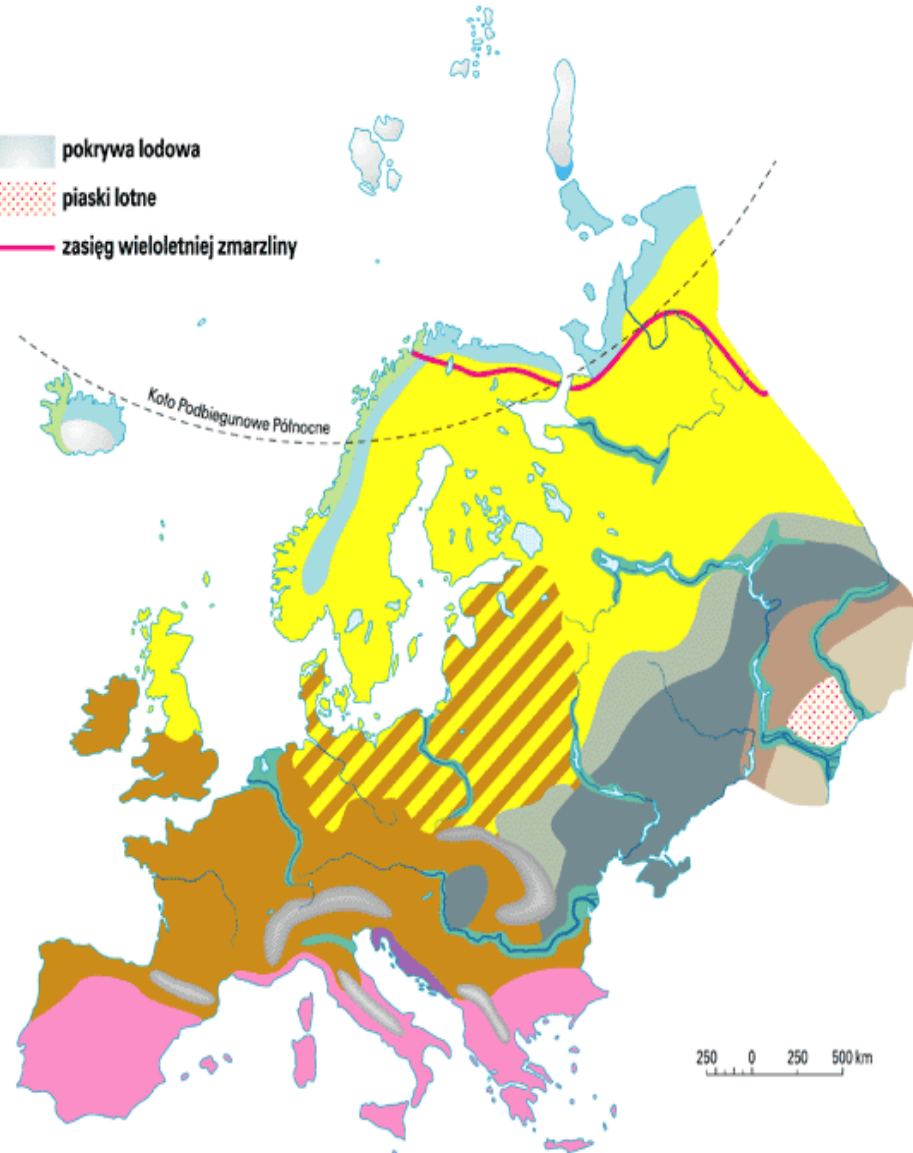 pokrywa lodowa
piaski lotne
zasięg wieloletniej zmarzliny
Koło Podbiegunowe Północne
250 0 250 500 km